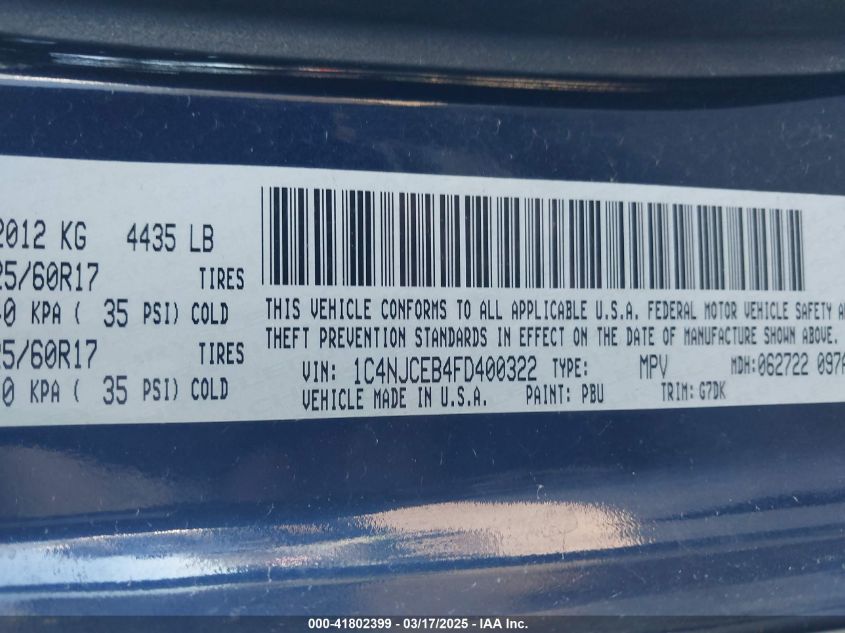 2012 KG 4435 LB
25/60R17 TIRES
0 KPA ( 35 PSI) COLD
25/60R17 TIRES
0 KPA ( 35 PSI) COLD
THIS VEHICLE CONFORMS TO ALL APPLICABLE U.S.A. FEDERAL MOTOR VEHICLE SAFETY
THEFT PREVENTION STANDARDS IN EFFECT ON THE DATE OF MANUFACTURE SHOWN ABOVE.
VIN: 1C4NJCEB4FD400322 TYPE: MPV MDH: 062722 097
VEHICLE MADE IN U.S.A. PAINT: PBU TRIM: G7DK
000-41802399 | 03/17/2025 | IAA Inc.